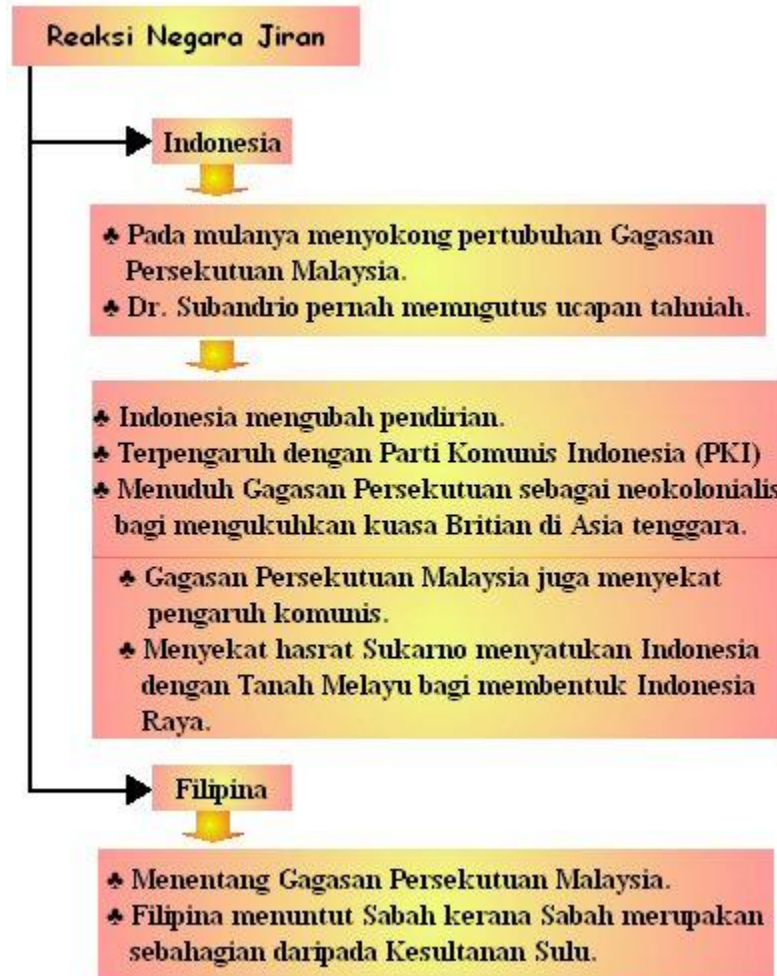 Reaksi Negara Jiran
Indonesia
♣ Pada mulanya menyokong pertubuhan Gagasan
Persekutuan Malaysia.
♣ Dr. Subandrio pernah memngutus ucapan tahniah.
♣ Indonesia mengubah pendirian.
♣ Terpengaruh dengan Parti Komunis Indonesia (PKI)
♣ Menuduh Gagasan Persekutuan sebagai neokolonialis
bagi mengukuhkan kuasa Britian di Asia tenggara.
♣ Gagasan Persekutuan Malaysia juga menyekat
pengaruh komunis.
♣ Menyekat hasrat Sukarno menyatukan Indonesia
dengan Tanah Melayu bagi membentuk Indonesia
Raya.
Filipina
♣ Menentang Gagasan Persekutuan Malaysia.
♣ Filipina menuntut Sabah kerana Sabah merupakan
sebahagian daripada Kesultanan Sulu.